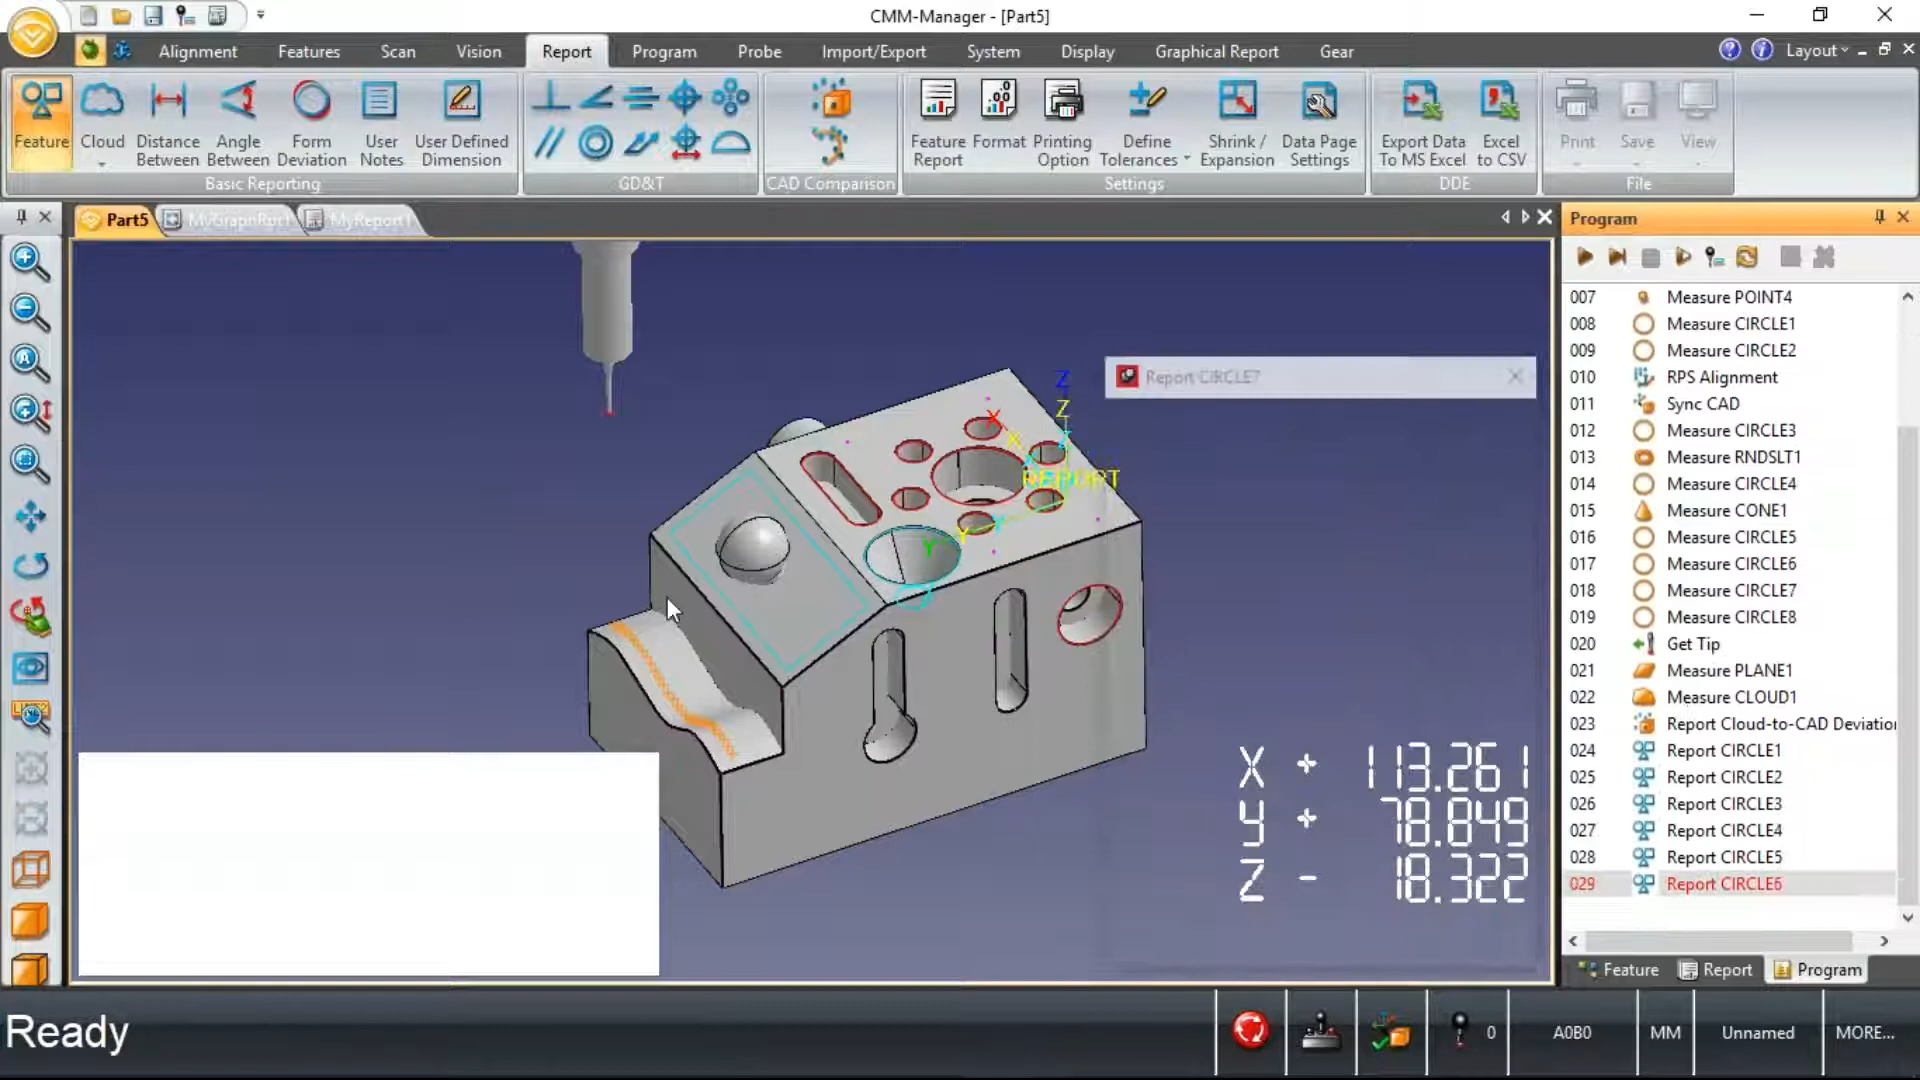 CMM-Manager - [Part5]
Alignment Features Scan Vision Report Program Probe Import/Export System Display Graphical Report Gear Layout
Feature Cloud Distance Between Angle Between Form Deviation User Notes User Defined Dimension
Feature Report Format Printing Option Define Tolerances Shrink / Expansion Data Page Settings
Export Data To MS Excel Excel to CSV Print Save View
Basic Reporting GD&T CAD Comparison Settings DDE File
Part5 MyGraphRpt1 MyReport1
Program
007 Measure POINT4
008 Measure CIRCLE1
009 Measure CIRCLE2
010 RPS Alignment
011 Sync CAD
012 Measure CIRCLE3
013 Measure RNDSLT1
014 Measure CIRCLE4
015 Measure CONE1
016 Measure CIRCLE5
017 Measure CIRCLE6
018 Measure CIRCLE7
019 Measure CIRCLE8
020 Get Tip
021 Measure PLANE1
022 Measure CLOUD1
023 Report Cloud-to-CAD Deviation
024 Report CIRCLE1
025 Report CIRCLE2
026 Report CIRCLE3
027 Report CIRCLE4
028 Report CIRCLE5
029 Report CIRCLE6
Report CIRCLE7
Z
Z
Z
X
X
X
REPORT
Y
Y
Y
X + 113.261
Y + 78.849
Z - 18.322
Feature Report Program
Ready
0 A0B0 MM Unnamed MORE...